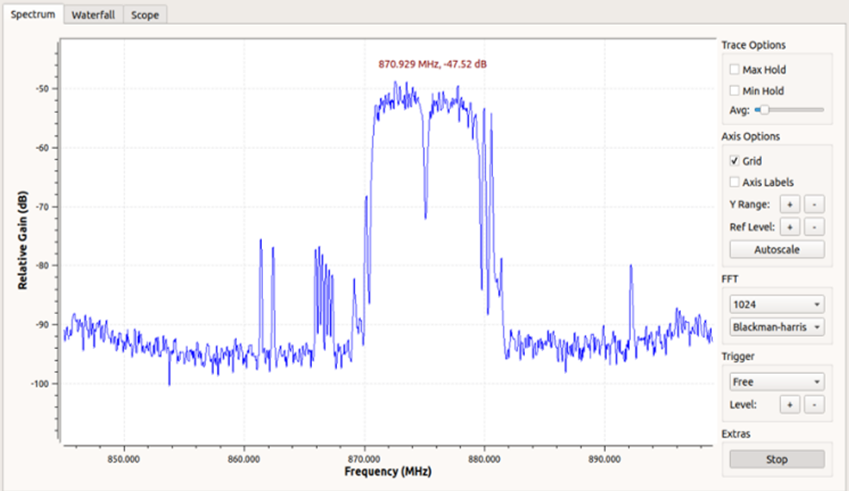 Spectrum Waterfall Scope
870.929 MHz, -47.52 dB
-50
-60
-70
-80
-90
-100
Relative Gain (dB)
850.000 860.000 870.000 880.000 890.000
Frequency (MHz)
Trace Options
Max Hold
Min Hold
Avg:
Axis Options
Grid
Axis Labels
Y Range: + -
Ref Level: + -
Autoscale
FFT
1024
Blackman-harris
Trigger
Free
Level: + -
Extras
Stop